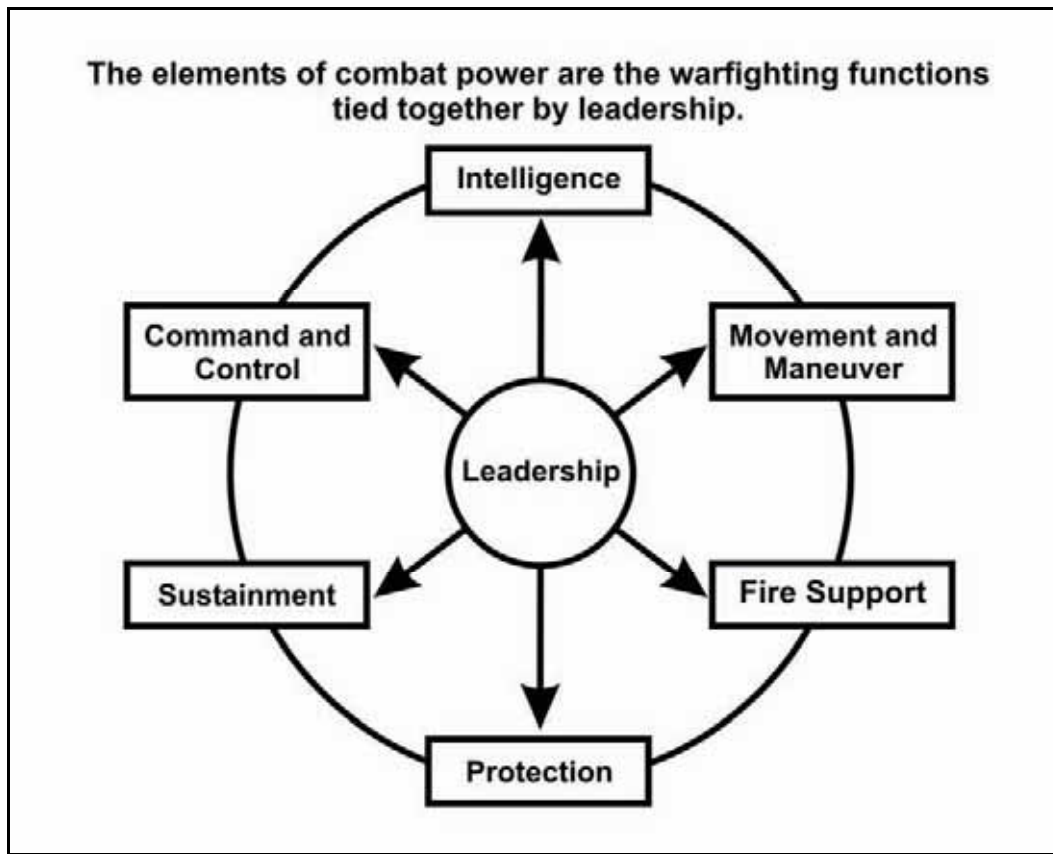 The elements of combat power are the warfighting functions
tied together by leadership.
Intelligence
Command and
Control
Movement and
Maneuver
Leadership
Sustainment
Fire Support
Protection